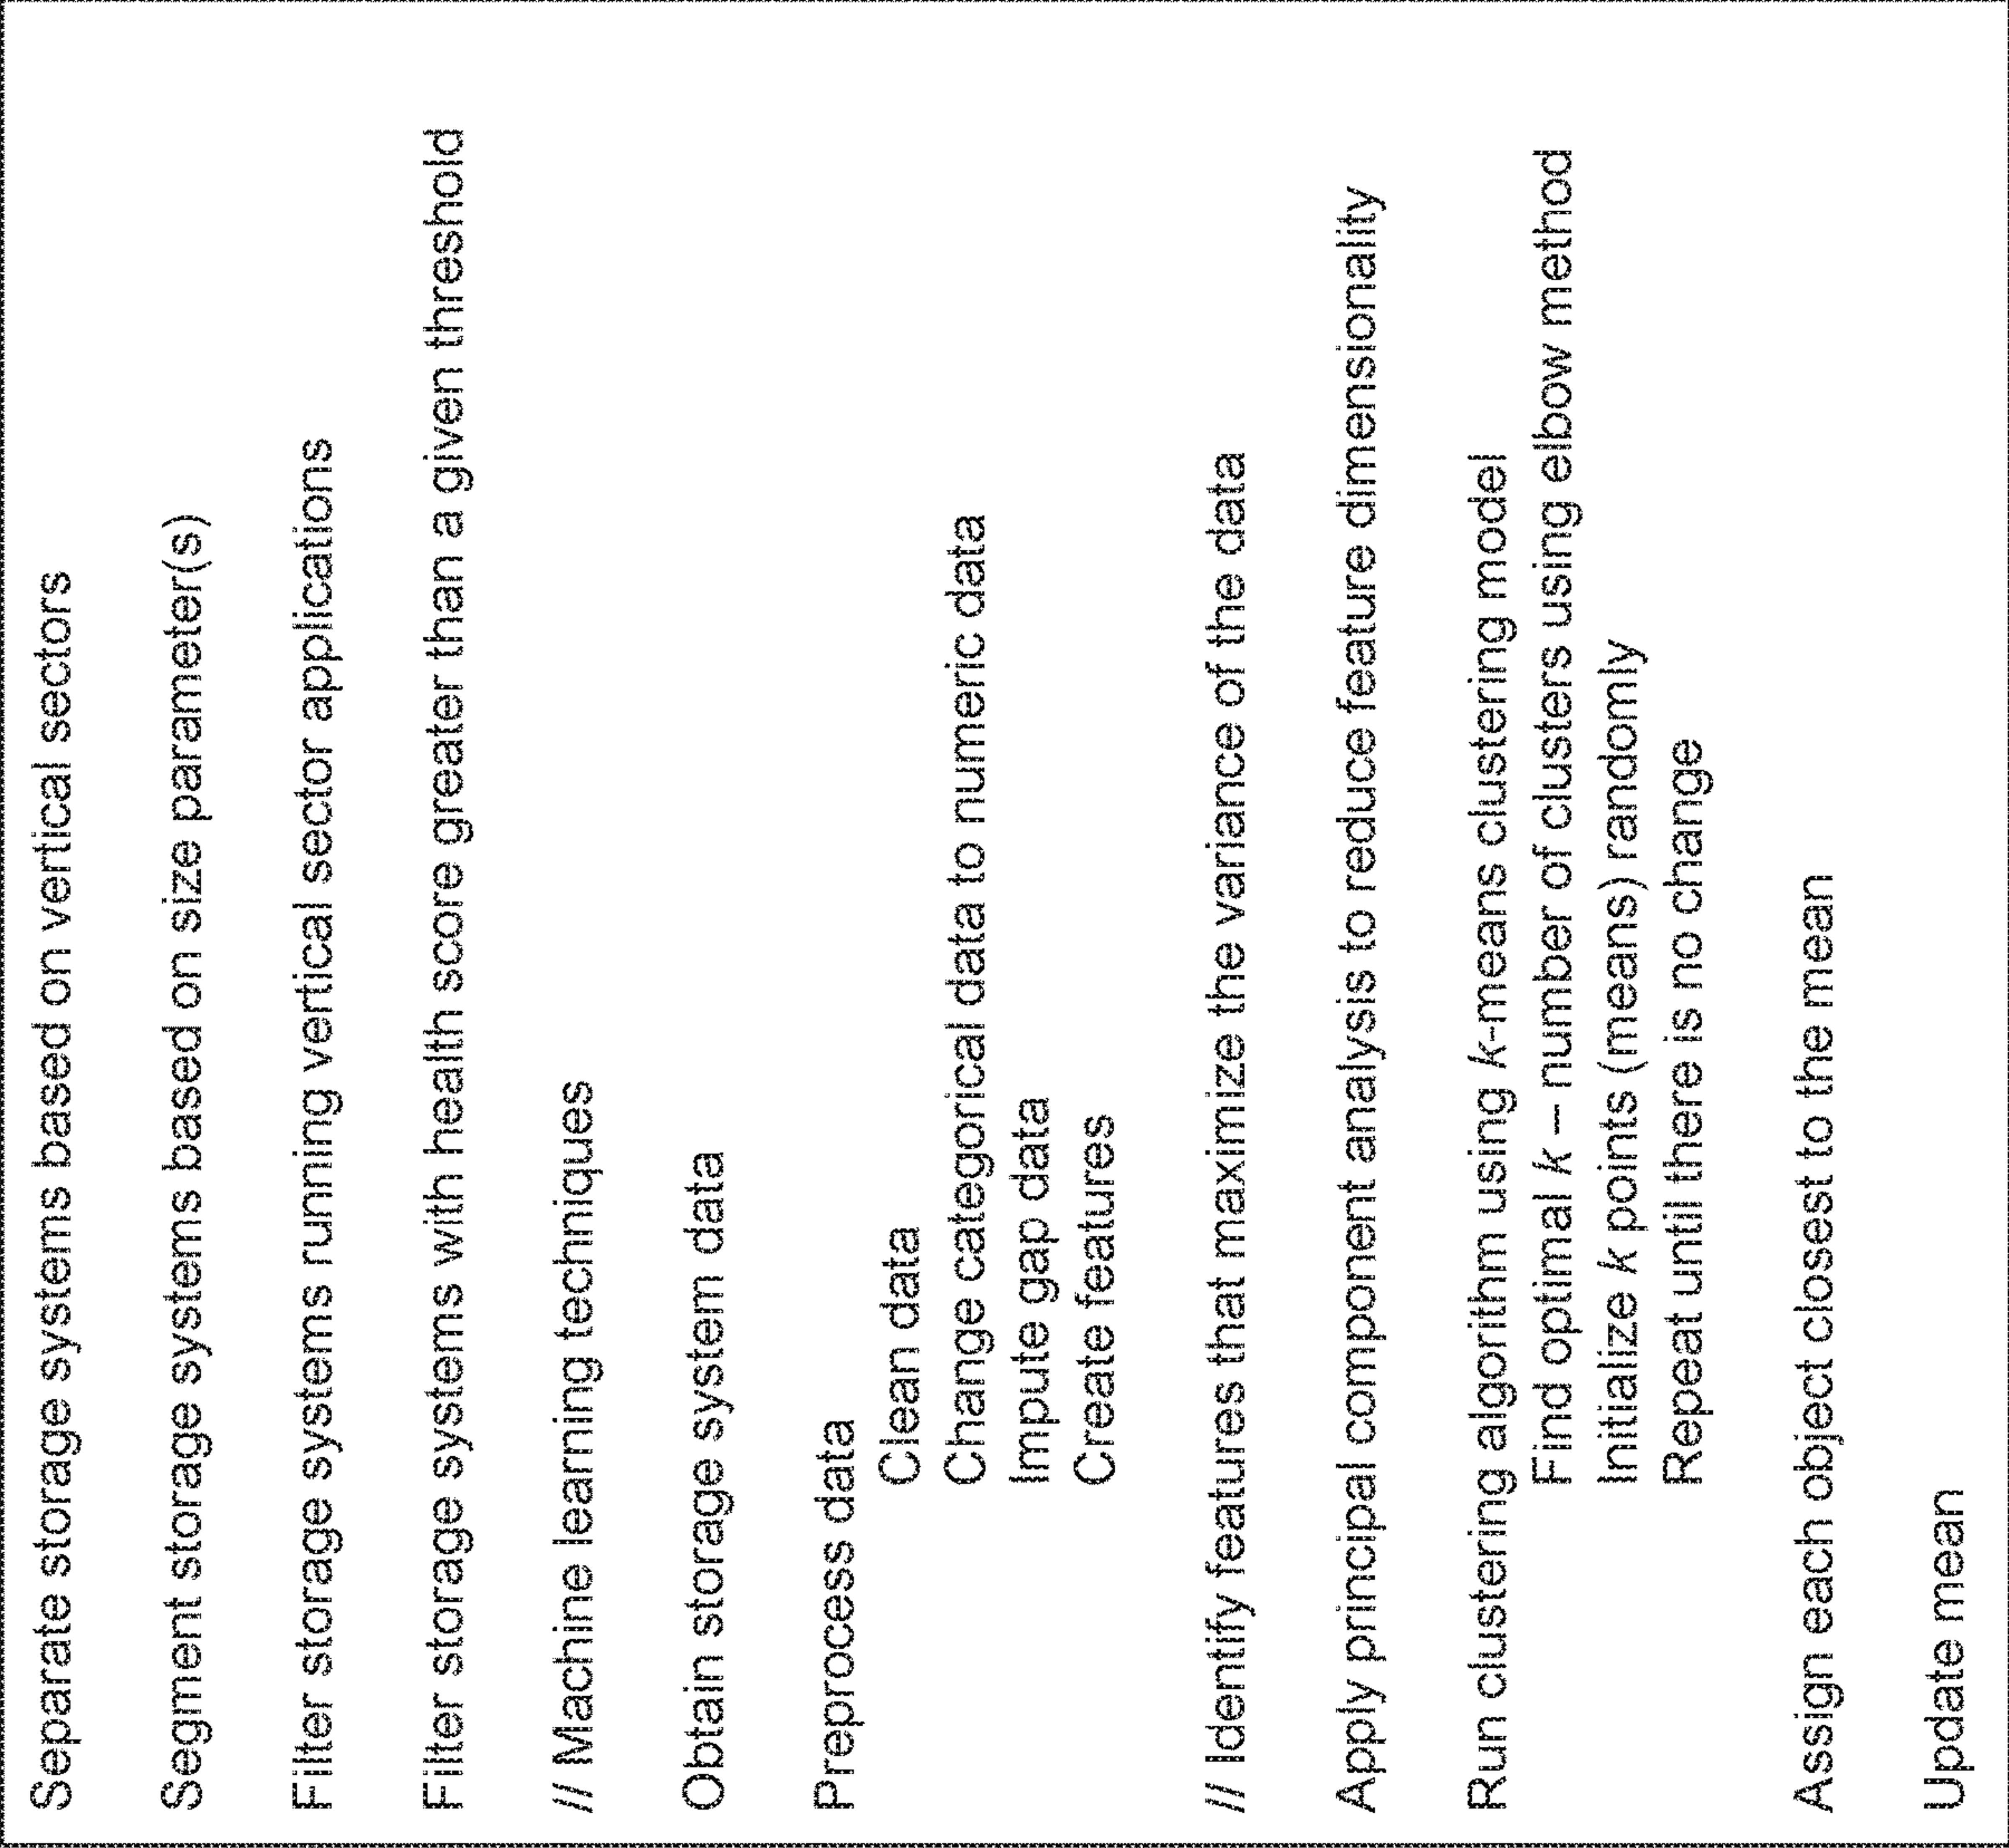 Separate storage systems based on vertical sectors
Segment storage systems based on size parameter(s)
Filter storage systems running vertical sector applications
Filter storage systems with health score greater than a given threshold
// Machine learning techniques
Obtain storage system data
Preprocess data
Clean data
Change categorical data to numeric data
Impute gap data
Create features
// Identify features that maximize the variance of the data
Apply principal component analysis to reduce feature dimensionality
Run clustering algorithm using k-means clustering model
Find optimal k – number of clusters using elbow method
Initialize k points (means) randomly
Repeat until there is no change
Assign each object closest to the mean
Update mean